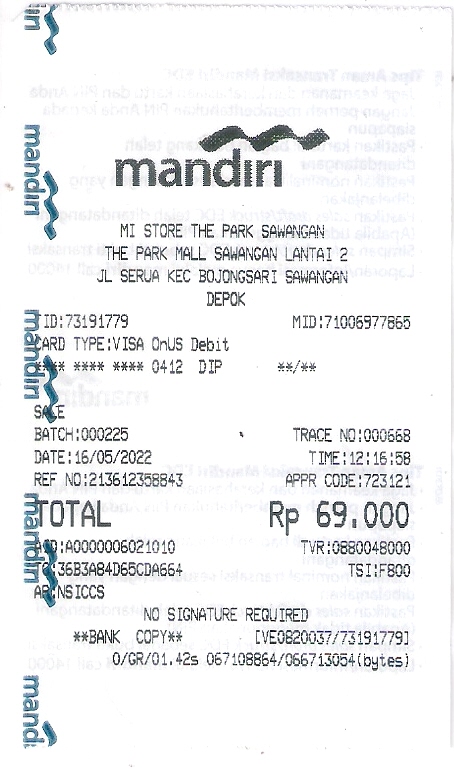 mandiri
MI STORE THE PARK SAWANGAN
THE PARK MALL SAWANGAN LANTAI 2
JL SERUA KEC BOJONGSARI SAWANGAN
DEPOK
TID:73191779 MID:71006977865
CARD TYPE:VISA OnUS Debit
**** **** **** 0412 DIP **/**
SALE
BATCH:000225 TRACE NO:000668
DATE:16/05/2022 TIME:12:16:58
REF NO:213612358843 APPR CODE:723121
TOTAL Rp 69.000
AID:A0000006021010 TVR:0880048000
TC:36B3A84D65CDA664 TSI:F800
AP:NSICCS
NO SIGNATURE REQUIRED
**BANK COPY** [VE0820037/73191779]
O/GR/01.42s 067108864/066713054(bytes)
mandiri
mandiri
mandiri
mandi